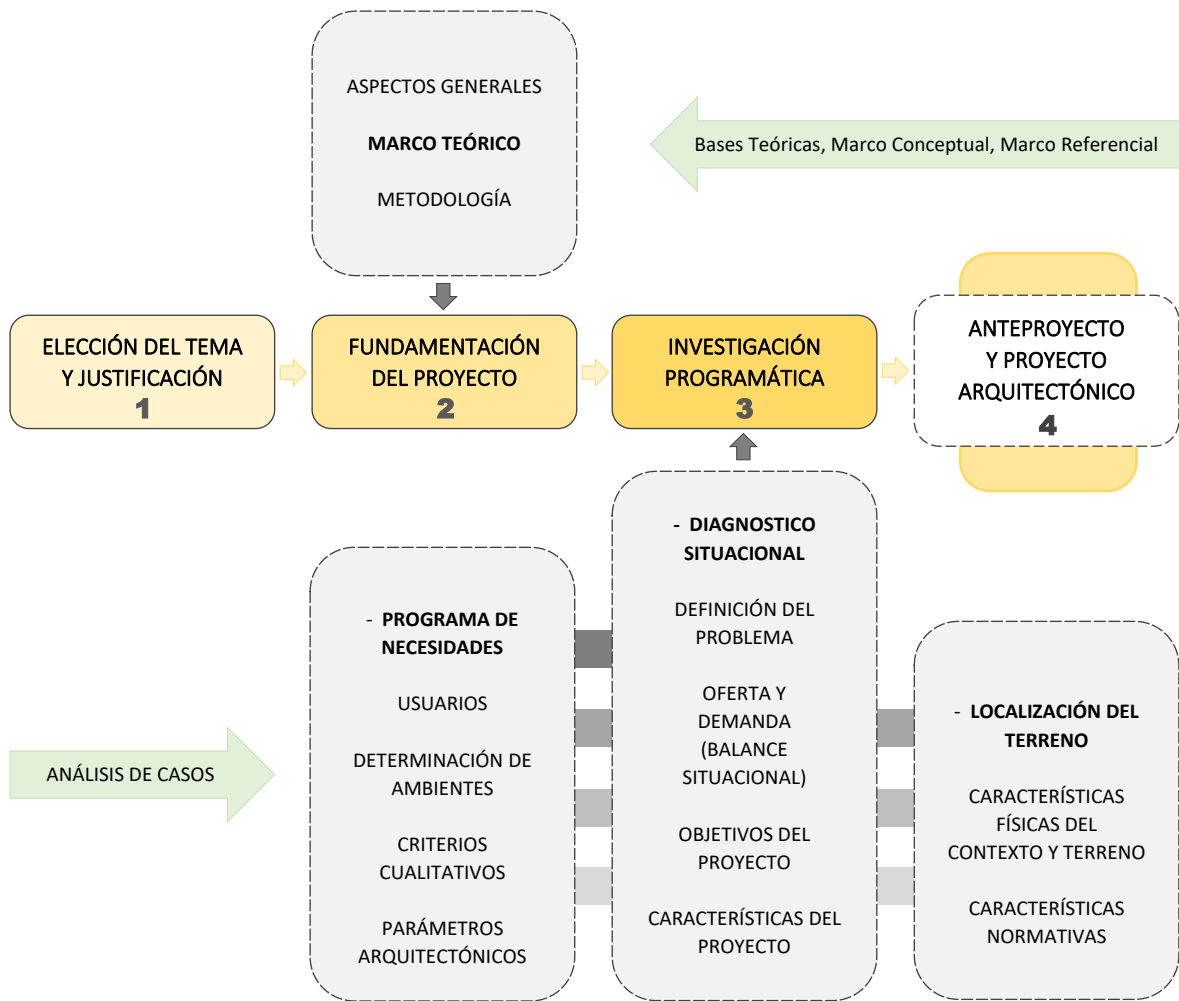 ASPECTOS GENERALES
MARCO TEÓRICO
METODOLOGÍA
Bases Teóricas, Marco Conceptual, Marco Referencial
ELECCIÓN DEL TEMA
Y JUSTIFICACIÓN
1
FUNDAMENTACIÓN
DEL PROYECTO
2
INVESTIGACIÓN
PROGRAMÁTICA
3
ANTEPROYECTO
Y PROYECTO
ARQUITECTÓNICO
4
ANÁLISIS DE CASOS
- PROGRAMA DE
NECESIDADES
USUARIOS
DETERMINACIÓN DE
AMBIENTES
CRITERIOS
CUALITATIVOS
PARÁMETROS
ARQUITECTÓNICOS
- DIAGNOSTICO
SITUACIONAL
DEFINICIÓN DEL
PROBLEMA
OFERTA Y
DEMANDA
(BALANCE
SITUACIONAL)
OBJETIVOS DEL
PROYECTO
CARACTERÍSTICAS DEL
PROYECTO
- LOCALIZACIÓN DEL
TERRENO
CARACTERÍSTICAS
FÍSICAS DEL
CONTEXTO Y TERRENO
CARACTERÍSTICAS
NORMATIVAS